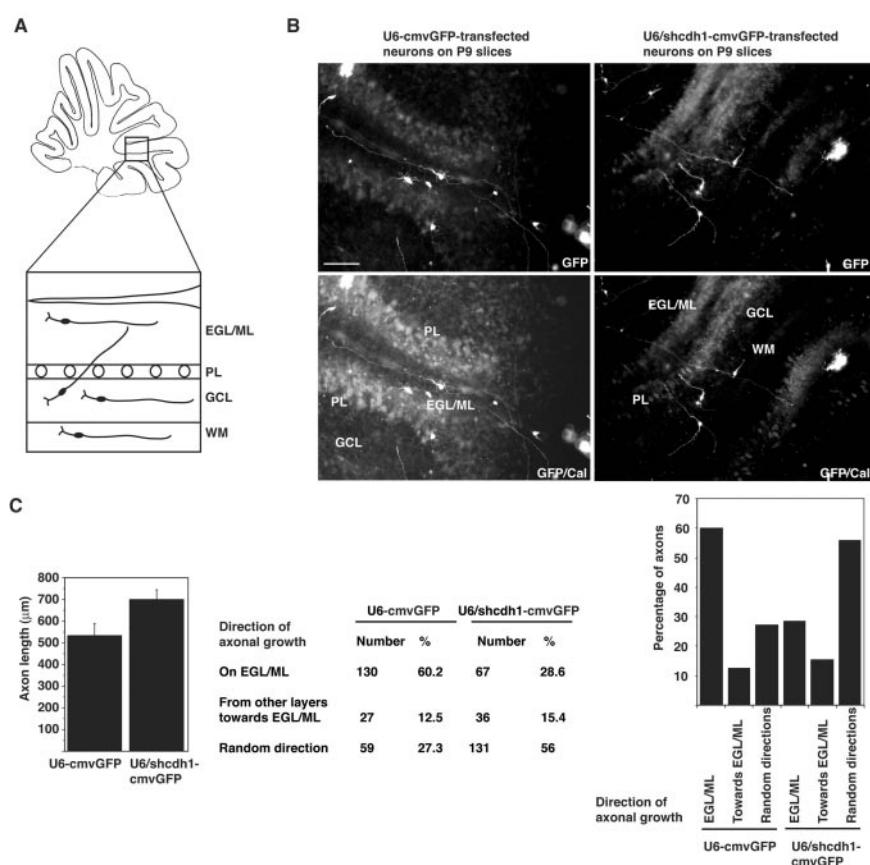 A
EGL/ML
PL
GCL
WM
B
U6-cmvGFP-transfected
neurons on P9 slices
U6/shcdh1-cmvGFP-transfected
neurons on P9 slices
GFP
GFP
PL
PL
EGL/ML
GCL
GFP/Cal
EGL/ML
GCL
WM
PL
GFP/Cal
C
Axon length (μm)
800
700
600
500
400
300
200
100
U6-cmvGFP
U6/shcdh1-
cmvGFP
Direction of
axonal growth
U6-cmvGFP
U6/shcdh1-cmvGFP
Number % Number %
On EGL/ML 130 60.2 67 28.6
From other layers
towards EGL/ML 27 12.5 36 15.4
Random direction 59 27.3 131 56
Percentage of axons
70
60
50
40
30
20
10
EGL/ML
Towards EGL/ML
Random directions
EGL/ML
Towards EGL/ML
Random directions
Direction of
axonal growth
U6-cmvGFP
U6/shcdh1-
cmvGFP